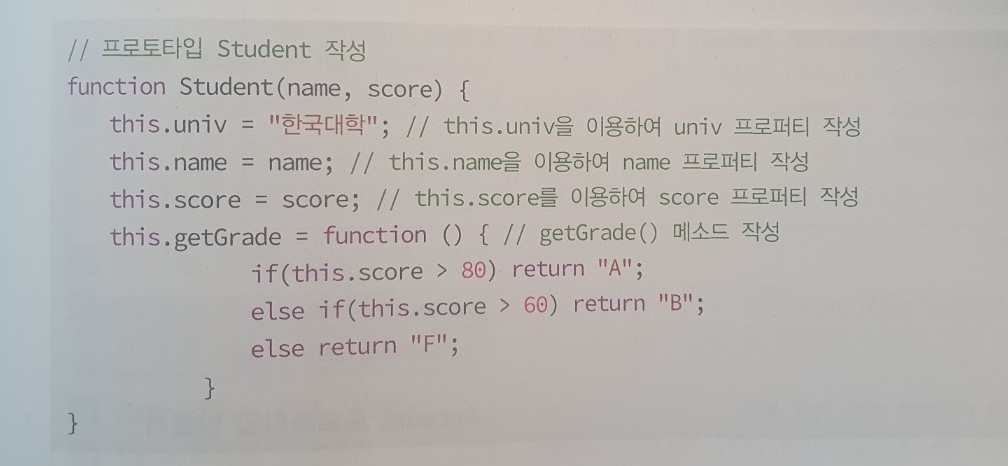 // 프로토타입 Student 작성
function Student(name, score) {
this.univ = "한국대학"; // this.univ을 이용하여 univ 프로퍼티 작성
this.name = name; // this.name을 이용하여 name 프로퍼티 작성
this.score = score; // this.score를 이용하여 score 프로퍼티 작성
this.getGrade = function () { // getGrade() 메소드 작성
if(this.score > 80) return "A";
else if(this.score > 60) return "B";
else return "F";
}
}